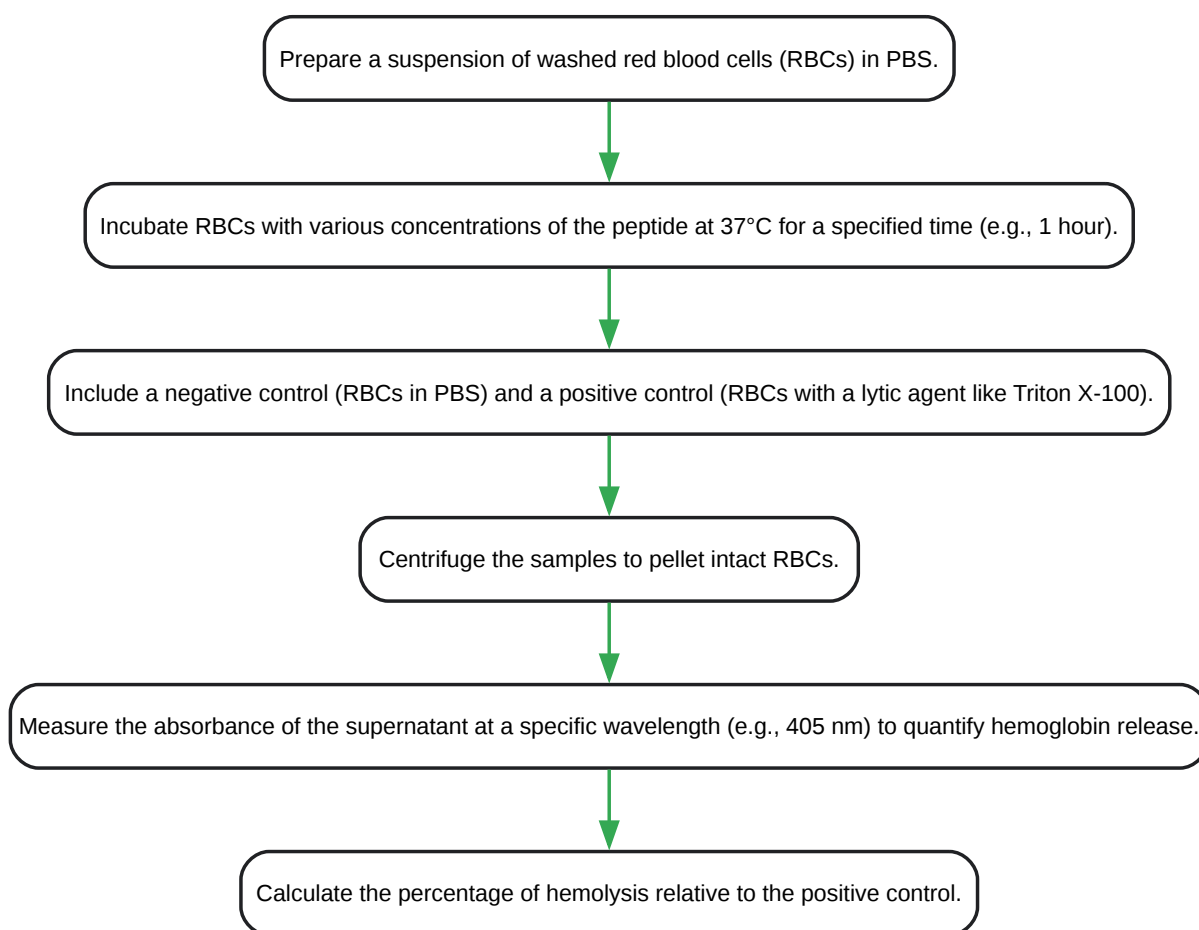 Prepare a suspension of washed red blood cells (RBCs) in PBS.
Incubate RBCs with various concentrations of the peptide at 37°C for a specified time (e.g., 1 hour).
Include a negative control (RBCs in PBS) and a positive control (RBCs with a lytic agent like Triton X-100).
Centrifuge the samples to pellet intact RBCs.
Measure the absorbance of the supernatant at a specific wavelength (e.g., 405 nm) to quantify hemoglobin release.
Calculate the percentage of hemolysis relative to the positive control.